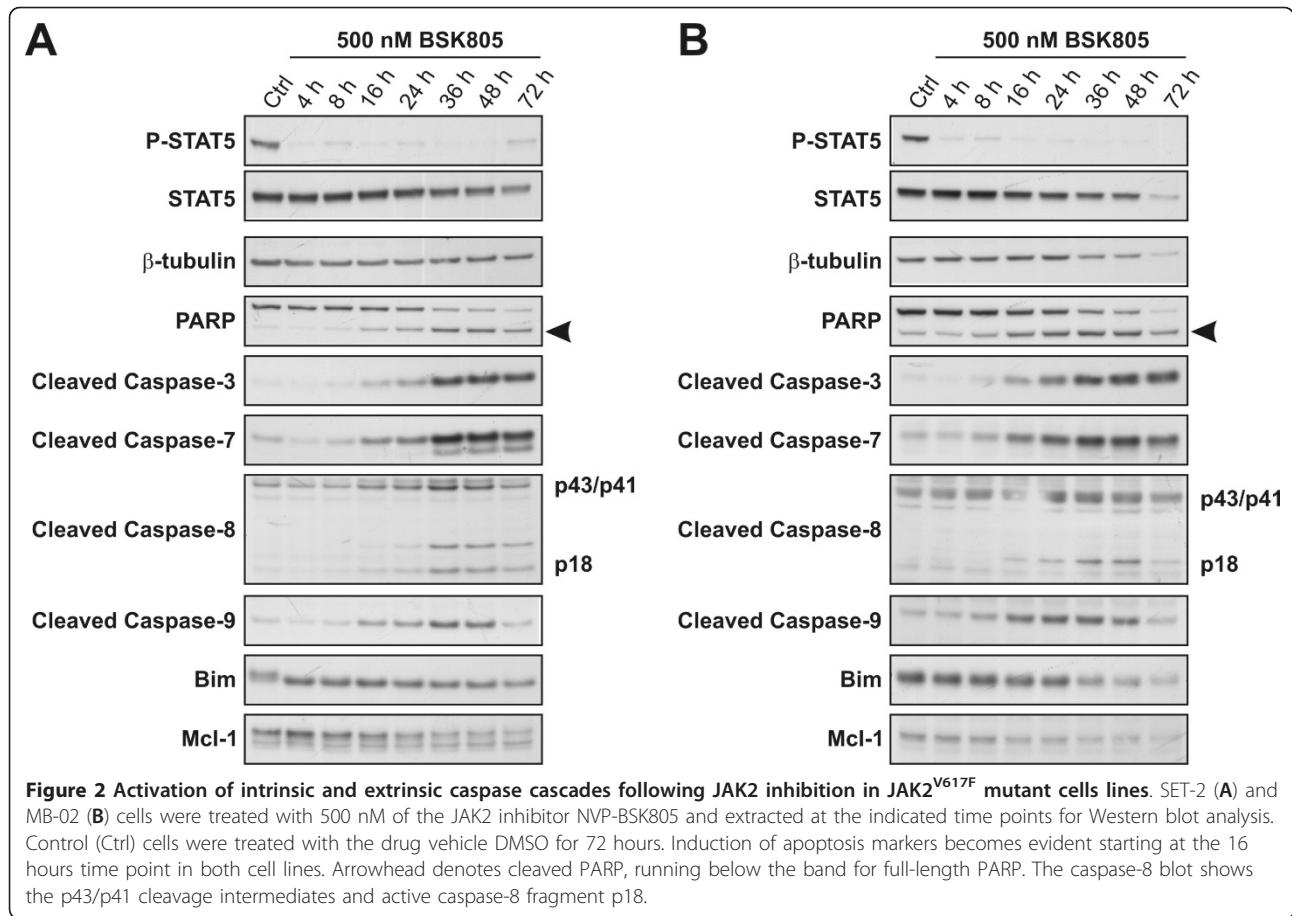 A
500 nM BSK805
Ctrl 4 h 8 h 16 h 24 h 36 h 48 h 72 h
P-STAT5
STAT5
β-tubulin
PARP
Cleaved Caspase-3
Cleaved Caspase-7
Cleaved Caspase-8
p43/p41
p18
Cleaved Caspase-9
Bim
Mcl-1
B
500 nM BSK805
Ctrl 4 h 8 h 16 h 24 h 36 h 48 h 72 h
P-STAT5
STAT5
β-tubulin
PARP
Cleaved Caspase-3
Cleaved Caspase-7
Cleaved Caspase-8
p43/p41
p18
Cleaved Caspase-9
Bim
Mcl-1
Figure 2 Activation of intrinsic and extrinsic caspase cascades following JAK2 inhibition in JAK2V617F mutant cells lines. SET-2 (A) and
MB-02 (B) cells were treated with 500 nM of the JAK2 inhibitor NVP-BSK805 and extracted at the indicated time points for Western blot analysis.
Control (Ctrl) cells were treated with the drug vehicle DMSO for 72 hours. Induction of apoptosis markers becomes evident starting at the 16
hours time point in both cell lines. Arrowhead denotes cleaved PARP, running below the band for full-length PARP. The caspase-8 blot shows
the p43/p41 cleavage intermediates and active caspase-8 fragment p18.